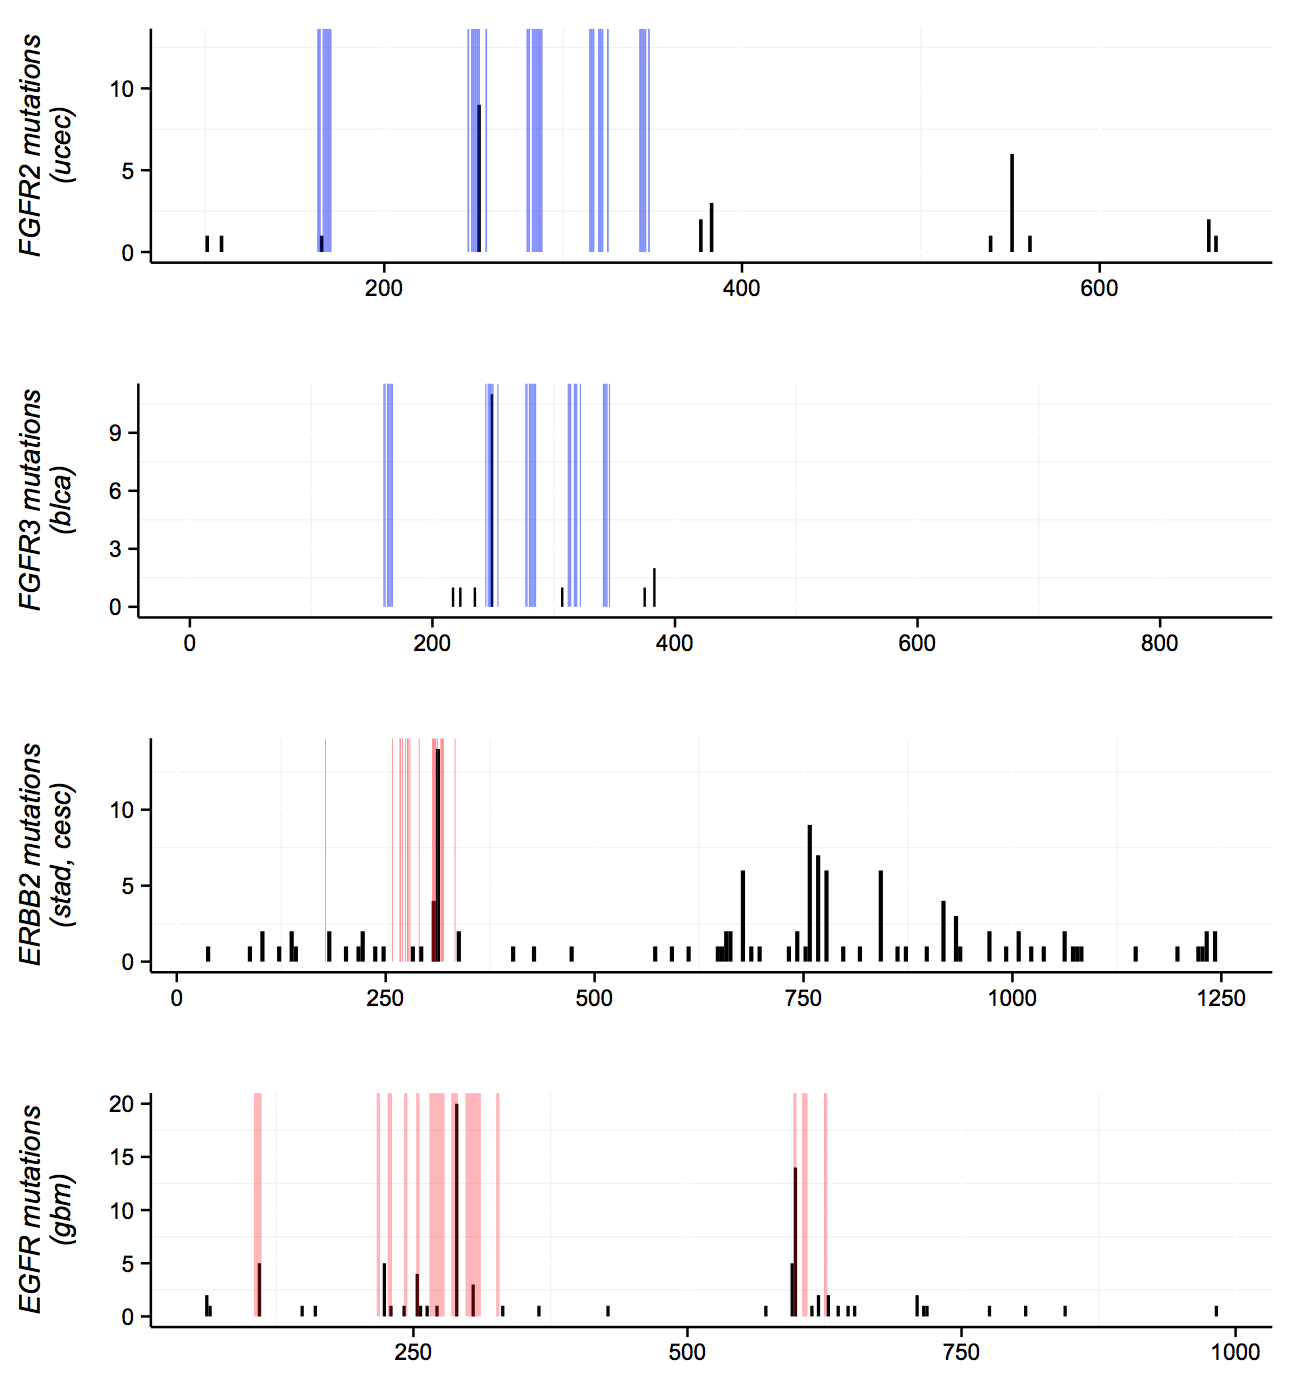 FGFR2 mutations
(ucec)
10
5
0
200 400 600
FGFR3 mutations
(blca)
9
6
3
0
0 200 400 600 800
ERBB2 mutations
(stad, cesc)
10
5
0
0 250 500 750 1000 1250
EGFR mutations
(gbm)
20
15
10
5
0
250 500 750 1000